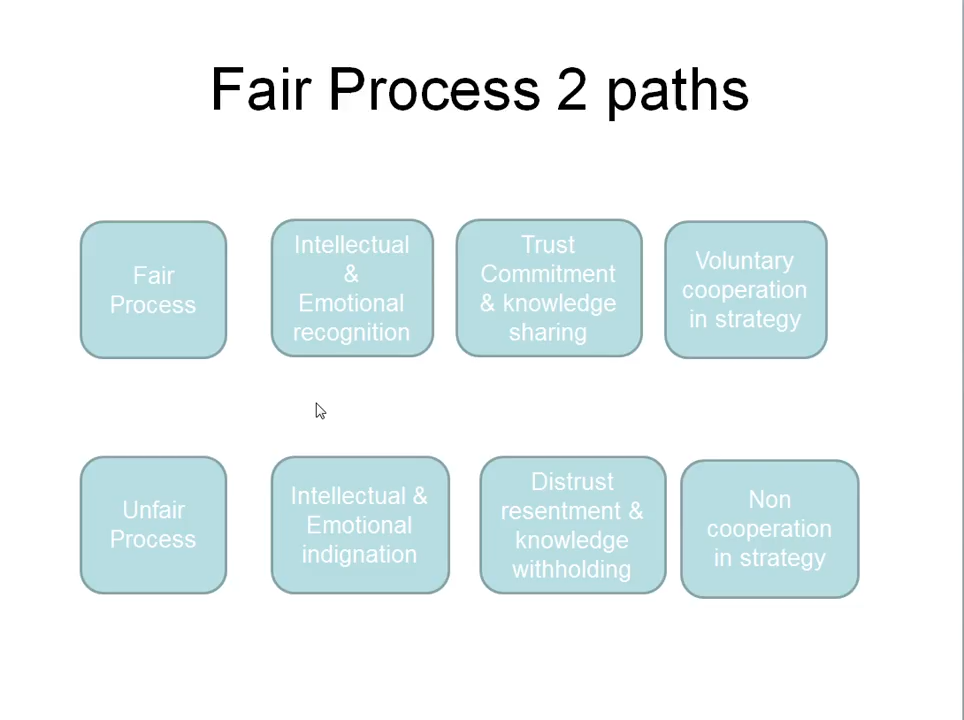 Fair Process 2 paths
Fair
Process
Intellectual
&
Emotional
recognition
Trust
Commitment
& knowledge
sharing
Voluntary
cooperation
in strategy
Unfair
Process
Intellectual &
Emotional
indignation
Distrust
resentment &
knowledge
withholding
Non
cooperation
in strategy